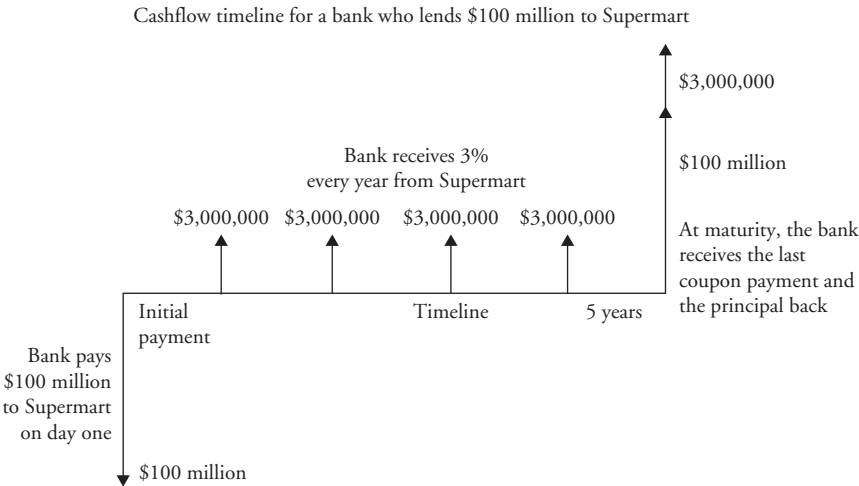 Cashflow timeline for a bank who lends $100 million to Supermart
$3,000,000
Bank receives 3%
every year from Supermart
$100 million
$3,000,000 $3,000,000 $3,000,000 $3,000,000
At maturity, the bank
receives the last
coupon payment and
the principal back
Initial
payment
Timeline
5 years
Bank pays
$100 million
to Supermart
on day one
$100 million